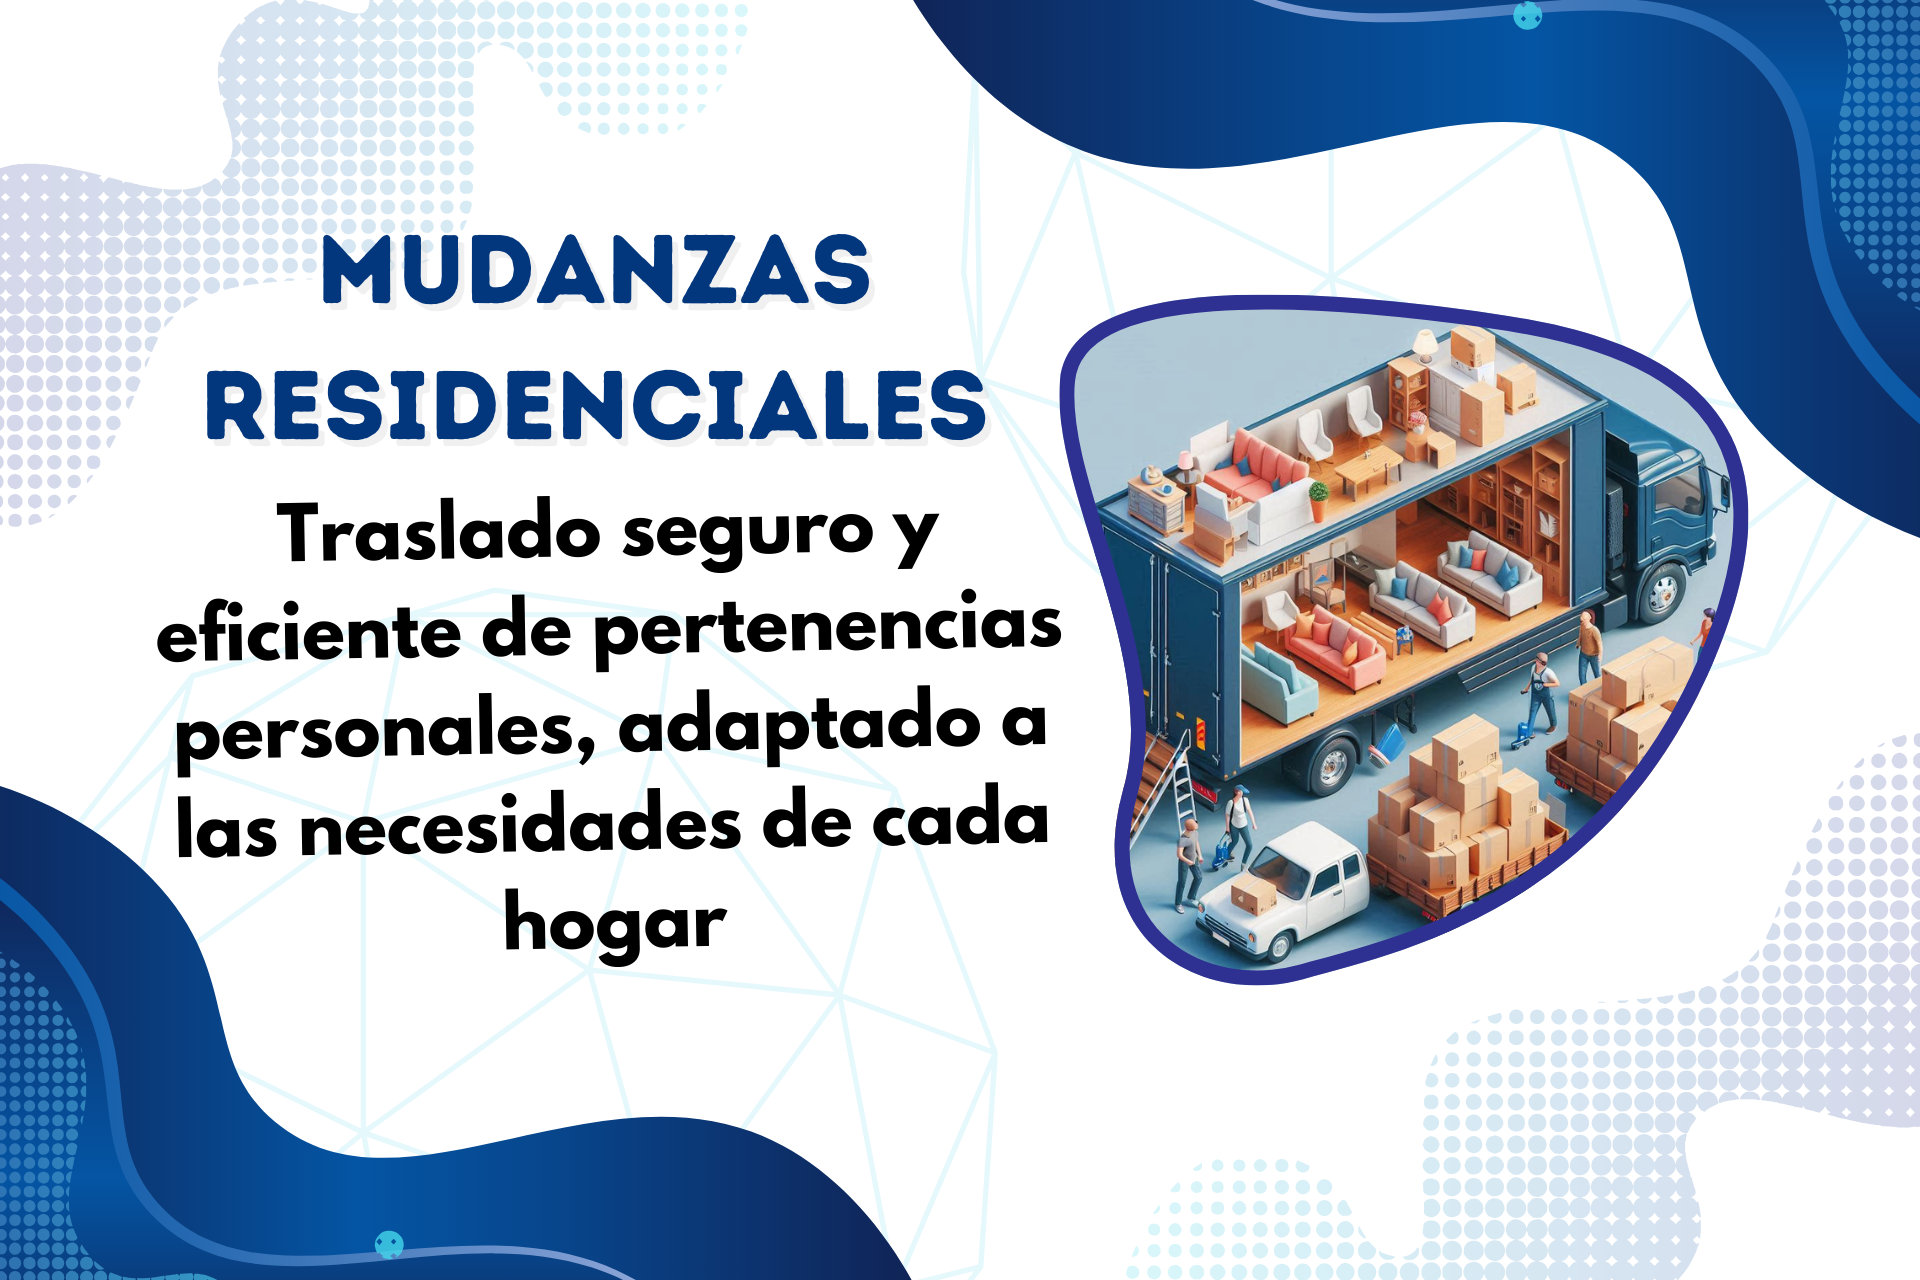 MUDANZAS
RESIDENCIALES
Traslado seguro y
eficiente de pertenencias
personales, adaptado a
las necesidades de cada
hogar